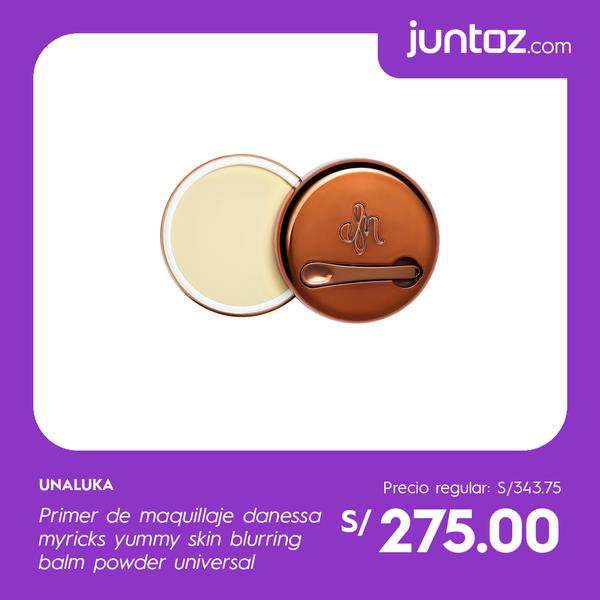 juntoz.com
UNALUKA
Primer de maquillaje danessa
myricks yummy skin blurring
balm powder universal
Precio regular: S/343.75
S/275.00